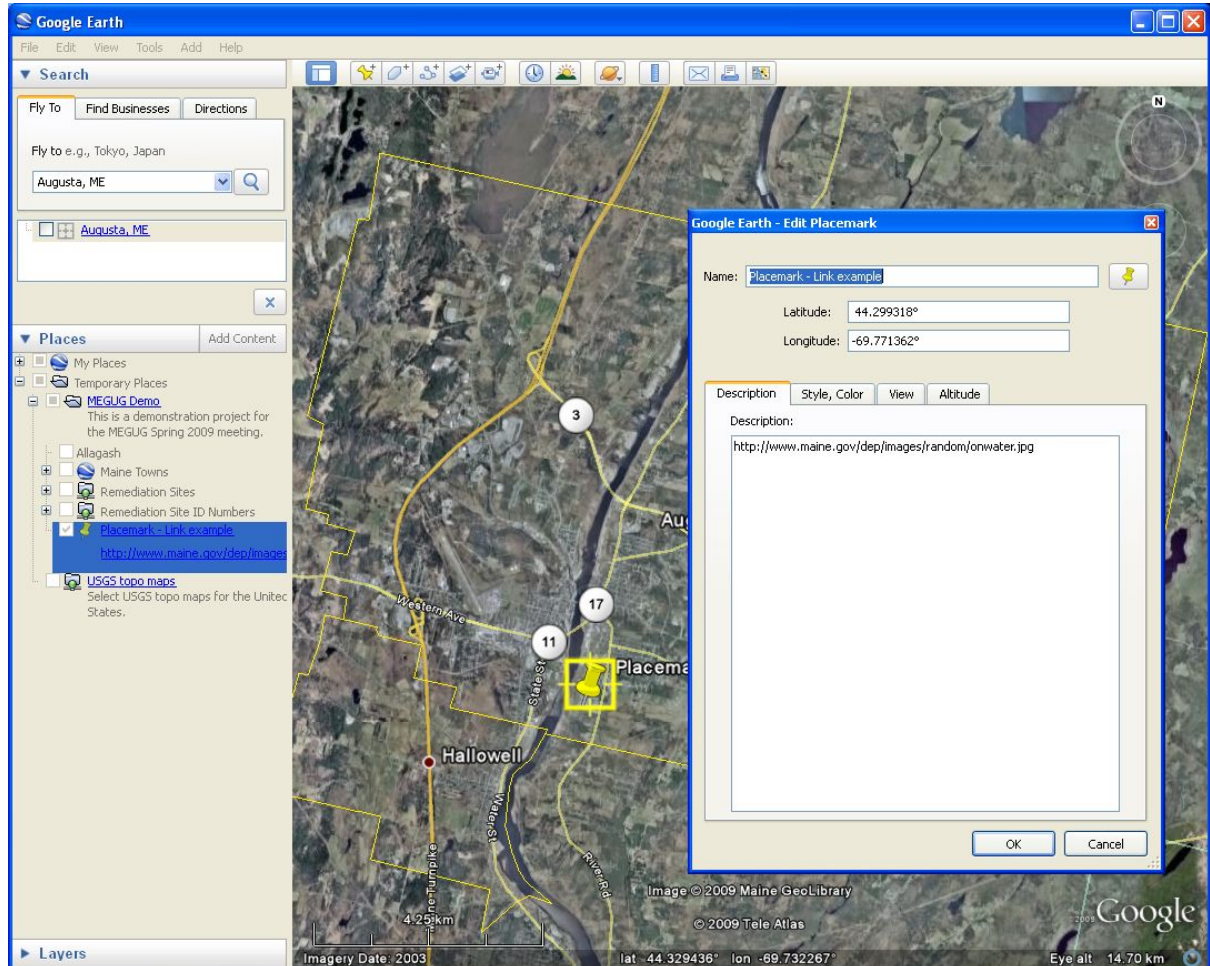 Google Earth
File Edit View Tools Add Help
Search
Fly To Find Businesses Directions
Fly to e.g., Tokyo, Japan
Augusta, ME
Augusta, ME
Places Add Content
My Places
Temporary Places
MEGUG Demo
This is a demonstration project for
the MEGUG Spring 2009 meeting.
Allagash
Maine Towns
Remediation Sites
Remediation Site ID Numbers
Placemark - Link example
http://www.maine.gov/dep/images
USGS topo maps
Select USGS topo maps for the Unitec
States.
Layers
N
3
Au
17
Western Ave
11
State St
Placema
Hallowell
Water St
River Rd
ne Turnpike
4.25 km
Image © 2009 Maine GeoLibrary
© 2009 Tele Atlas
2009 Google
Imagery Date: 2003 lat 44.329436° lon -69.732267° Eye alt 14.70 km
Google Earth - Edit Placemark
Name: Placemark - Link example
Latitude: 44.299318°
Longitude: -69.771362°
Description Style, Color View Altitude
Description:
http://www.maine.gov/dep/images/random/onwater.jpg
OK Cancel